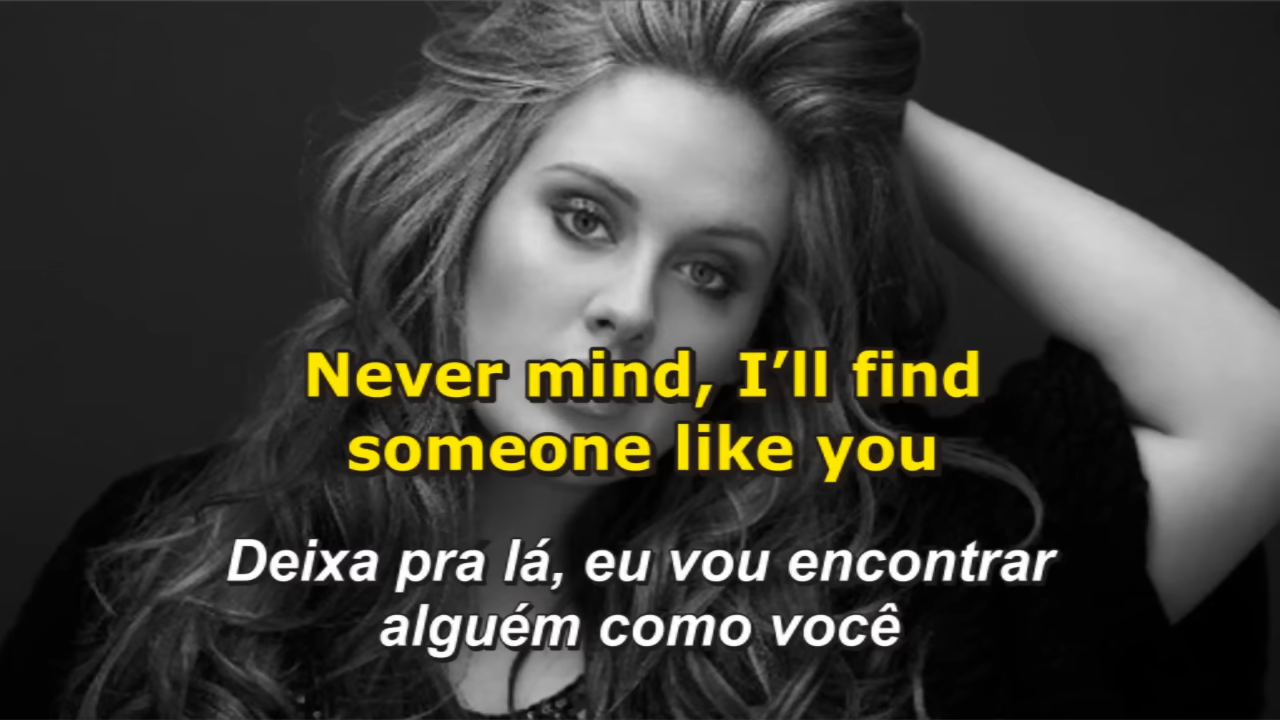 Never mind, I’ll find
someone like you
Deixa pra lá, eu vou encontrar
alguém como você